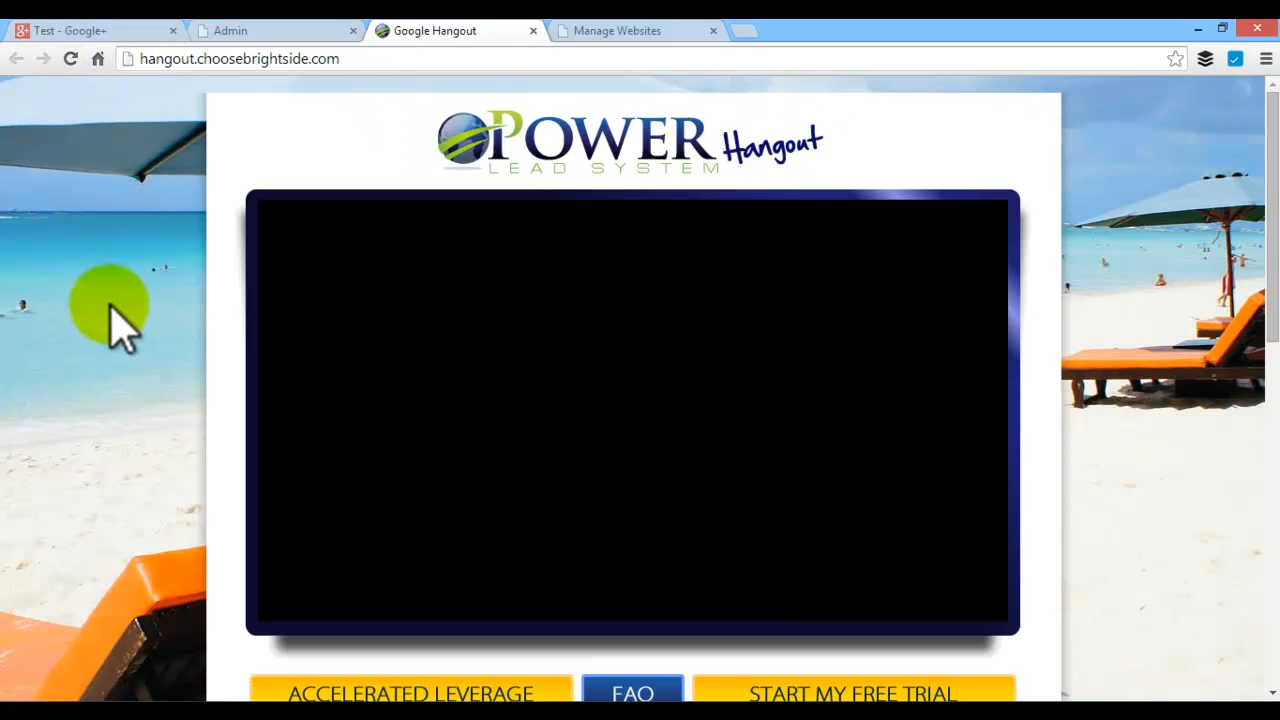 Test - Google+
Admin
Google Hangout
Manage Websites
hangout.choosebrightside.com
POWER Hangout
LEAD SYSTEM
ACCELERATED LEVERAGE
FAQ
START MY FREE TRIAL